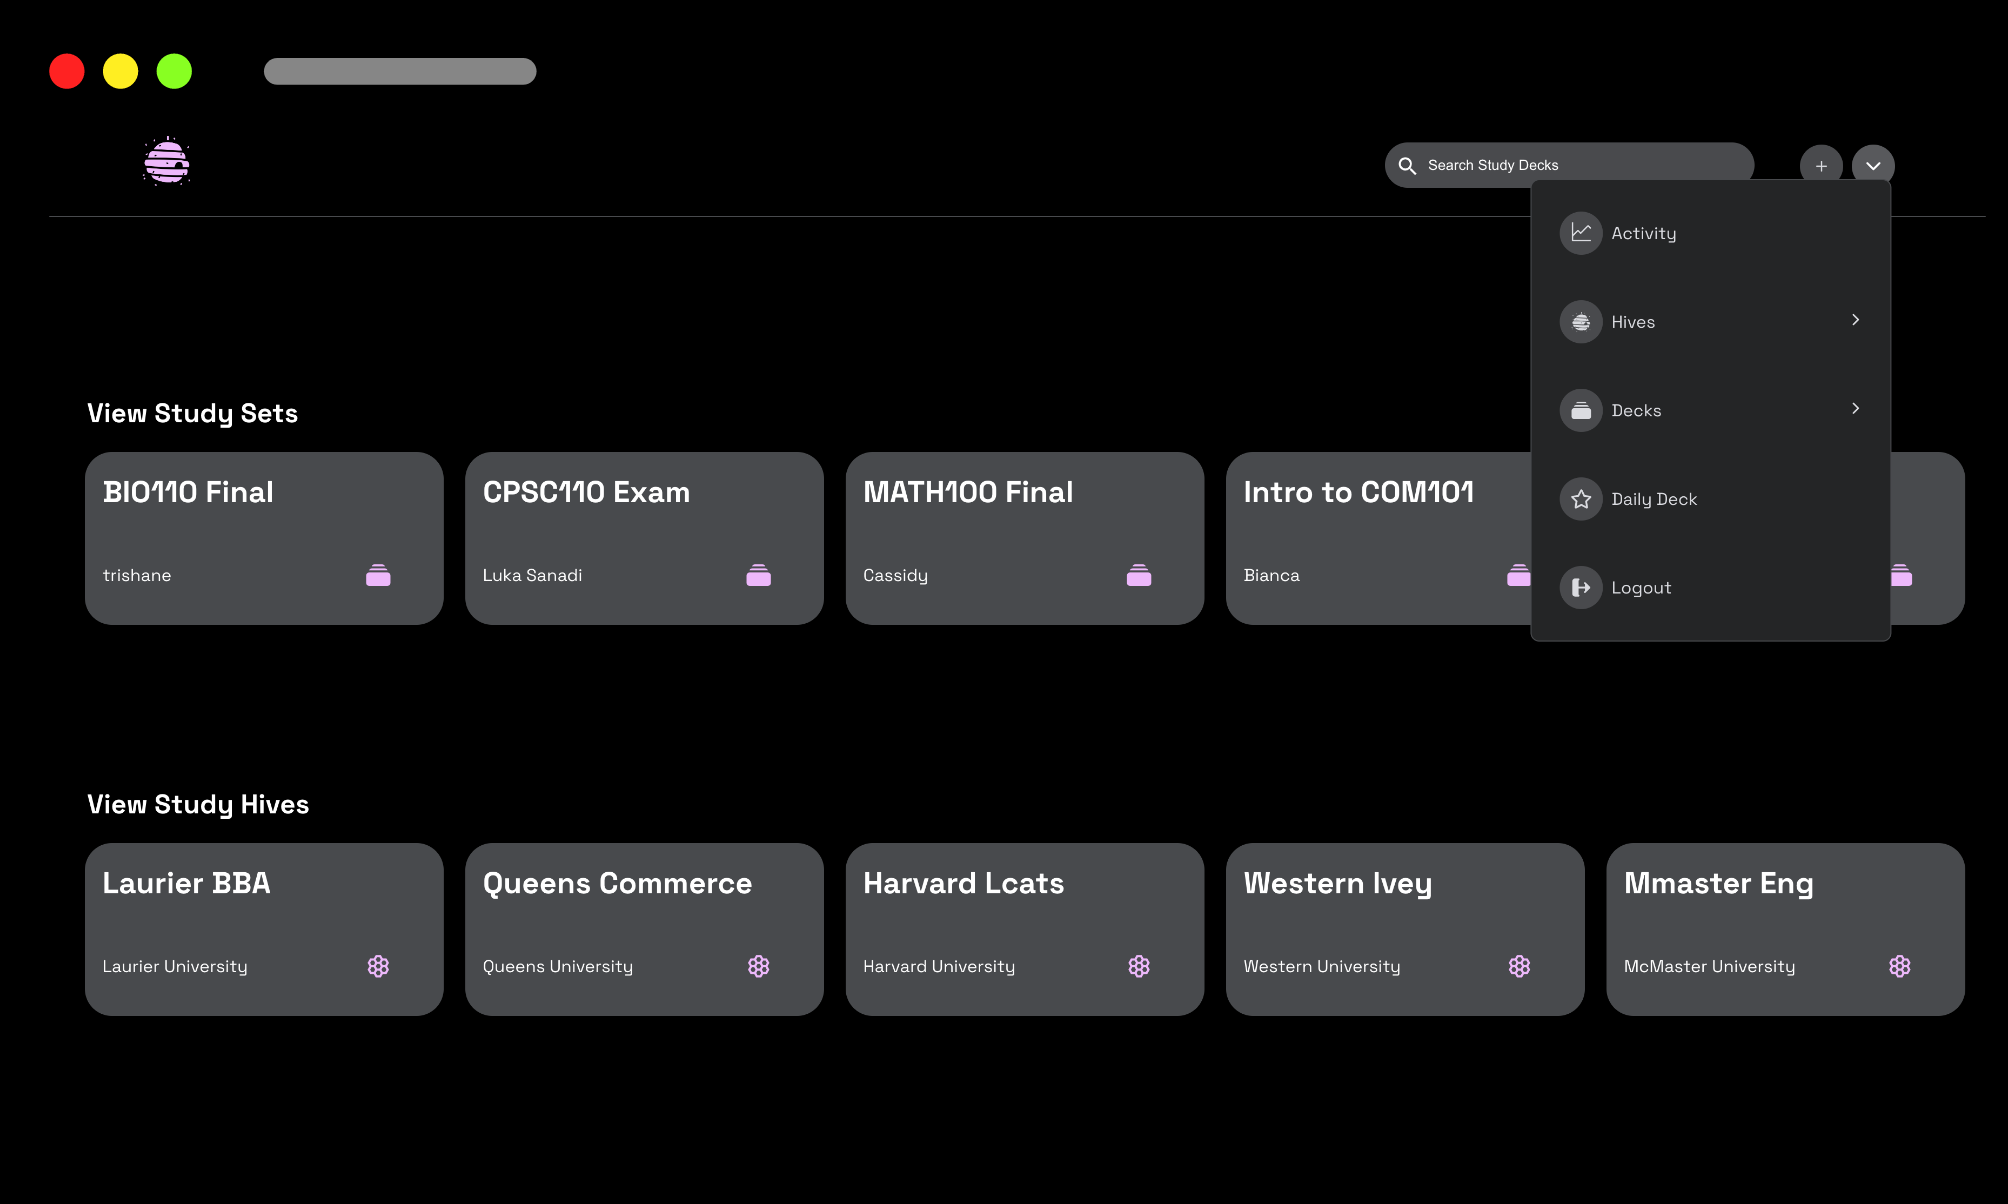 Search Study Decks
+
Activity
Hives
Decks
Daily Deck
Logout
View Study Sets
BIO110 Final
trishane
CPSC110 Exam
Luka Sanadi
MATH100 Final
Cassidy
Intro to COM101
Bianca
View Study Hives
Laurier BBA
Laurier University
Queens Commerce
Queens University
Harvard Lcats
Harvard University
Western Ivey
Western University
Mmaster Eng
McMaster University